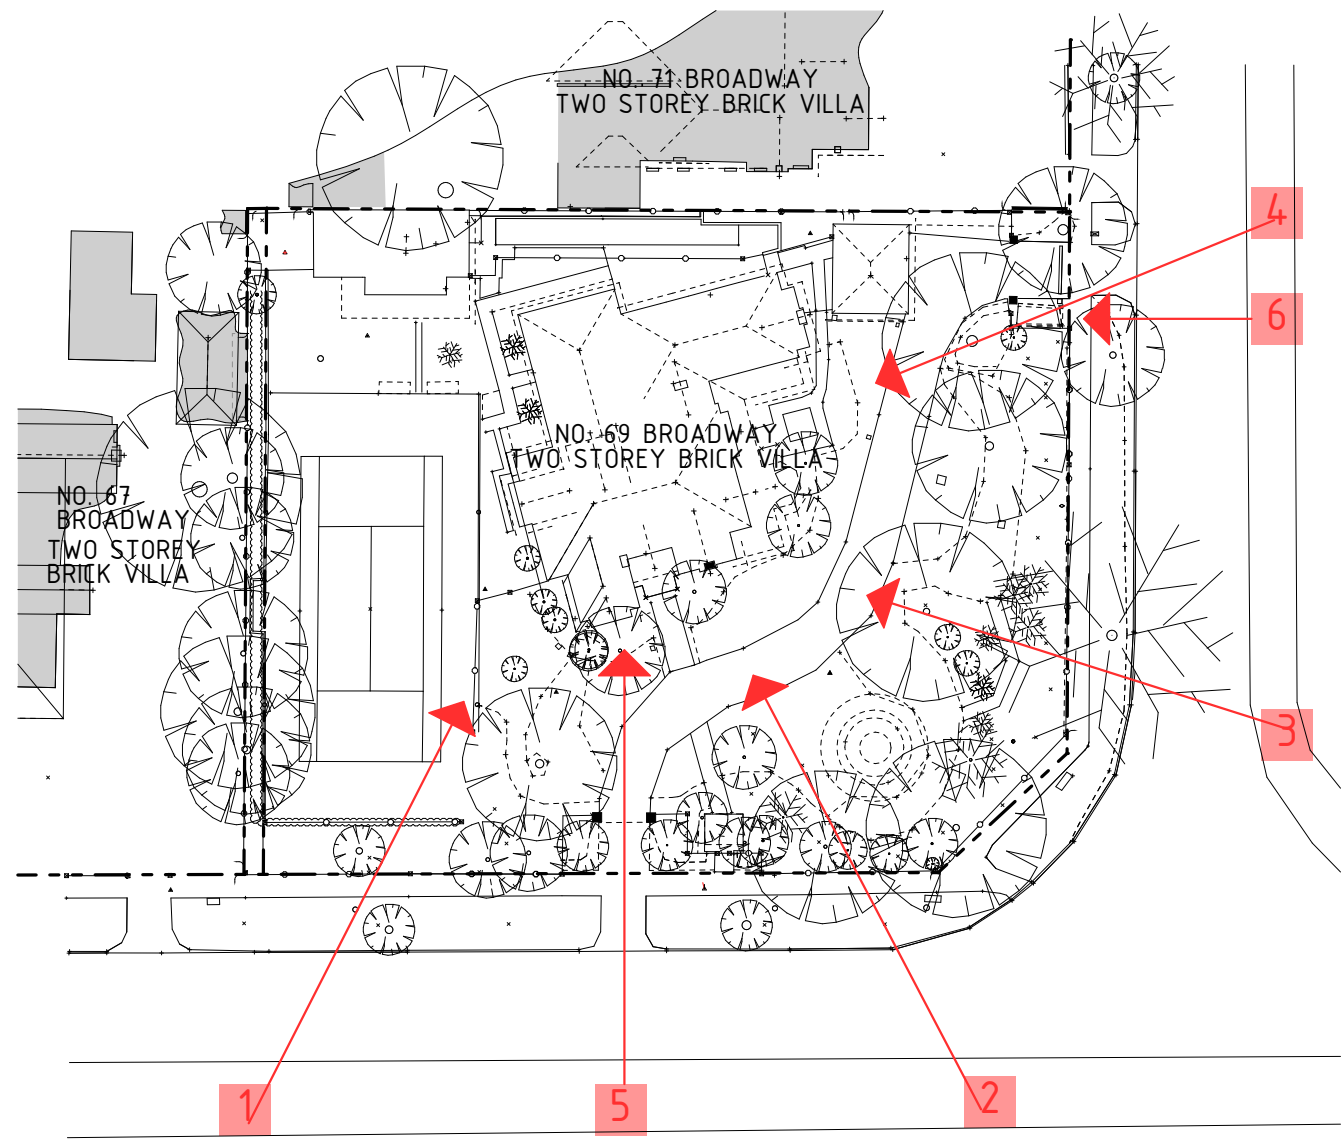 NO. 71 BROADWAY
TWO STOREY BRICK VILLA
4
6
NO. 69 BROADWAY
TWO STOREY BRICK VILLA
NO. 67
BROADWAY
TWO STOREY
BRICK VILLA
3
1
5
2